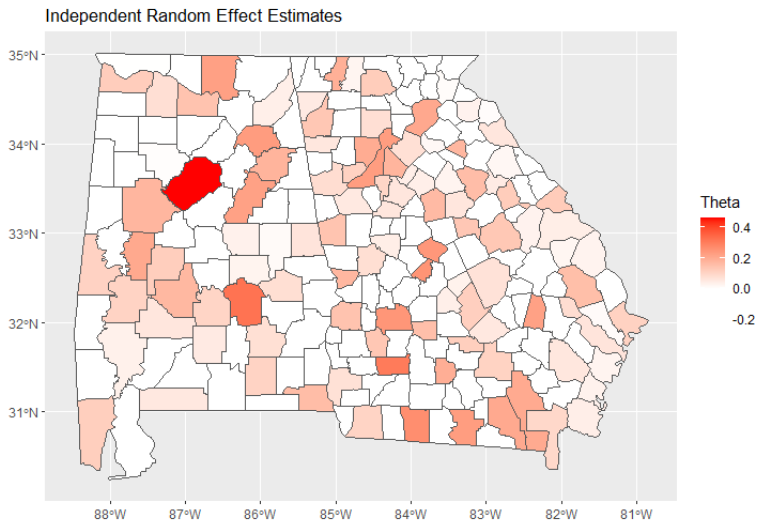 Independent Random Effect Estimates
35°N
34°N
33°N
32°N
31°N
88°W
87°W
86°W
85°W
84°W
83°W
82°W
81°W
Theta
0.4
0.2
0.0
-0.2